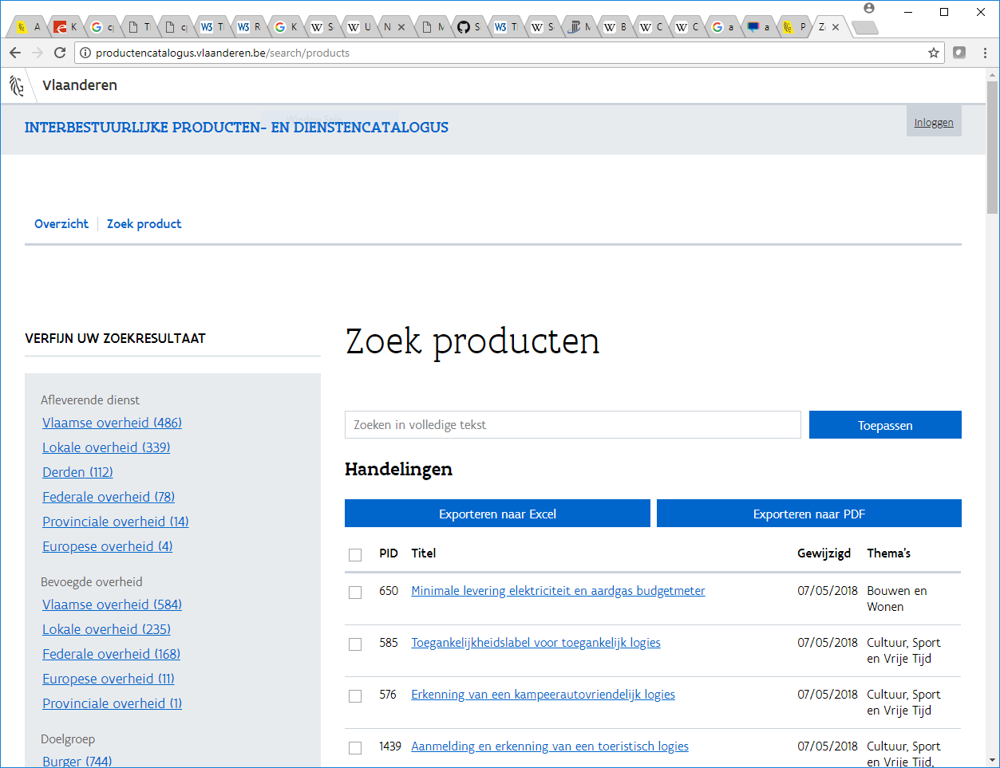 A
K
cp
T
cp
T
R
K
S
U
N
M
S
T
S
M
B
C
C
a
a
P
Z
productencatalogus.vlaanderen.be/search/products
Vlaanderen
INTERBESTUURLIJKE PRODUCTEN- EN DIENSTENCATALOGUS
Inloggen
Overzicht
Zoek product
VERFIJN UW ZOEKRESULTAAT
Afleverende dienst
Vlaamse overheid (486)
Lokale overheid (339)
Derden (112)
Federale overheid (78)
Provinciale overheid (14)
Europese overheid (4)
Bevoegde overheid
Vlaamse overheid (584)
Lokale overheid (235)
Federale overheid (168)
Europese overheid (11)
Provinciale overheid (1)
Doelgroep
Burger (744)
Zoek producten
Zoeken in volledige tekst
Toepassen
Handelingen
Exporteren naar Excel
Exporteren naar PDF
PID Titel Gewijzigd Thema's
650 Minimale levering elektriciteit en aardgas budgetmeter 07/05/2018 Bouwen en
Wonen
585 Toegankelijkheidslabel voor toegankelijk logies 07/05/2018 Cultuur, Sport
en Vrije Tijd
576 Erkenning van een kampeerautovriendelijk logies 07/05/2018 Cultuur, Sport
en Vrije Tijd
1439 Aanmelding en erkenning van een toeristisch logies 07/05/2018 Cultuur, Sport
en Vrije Tijd,